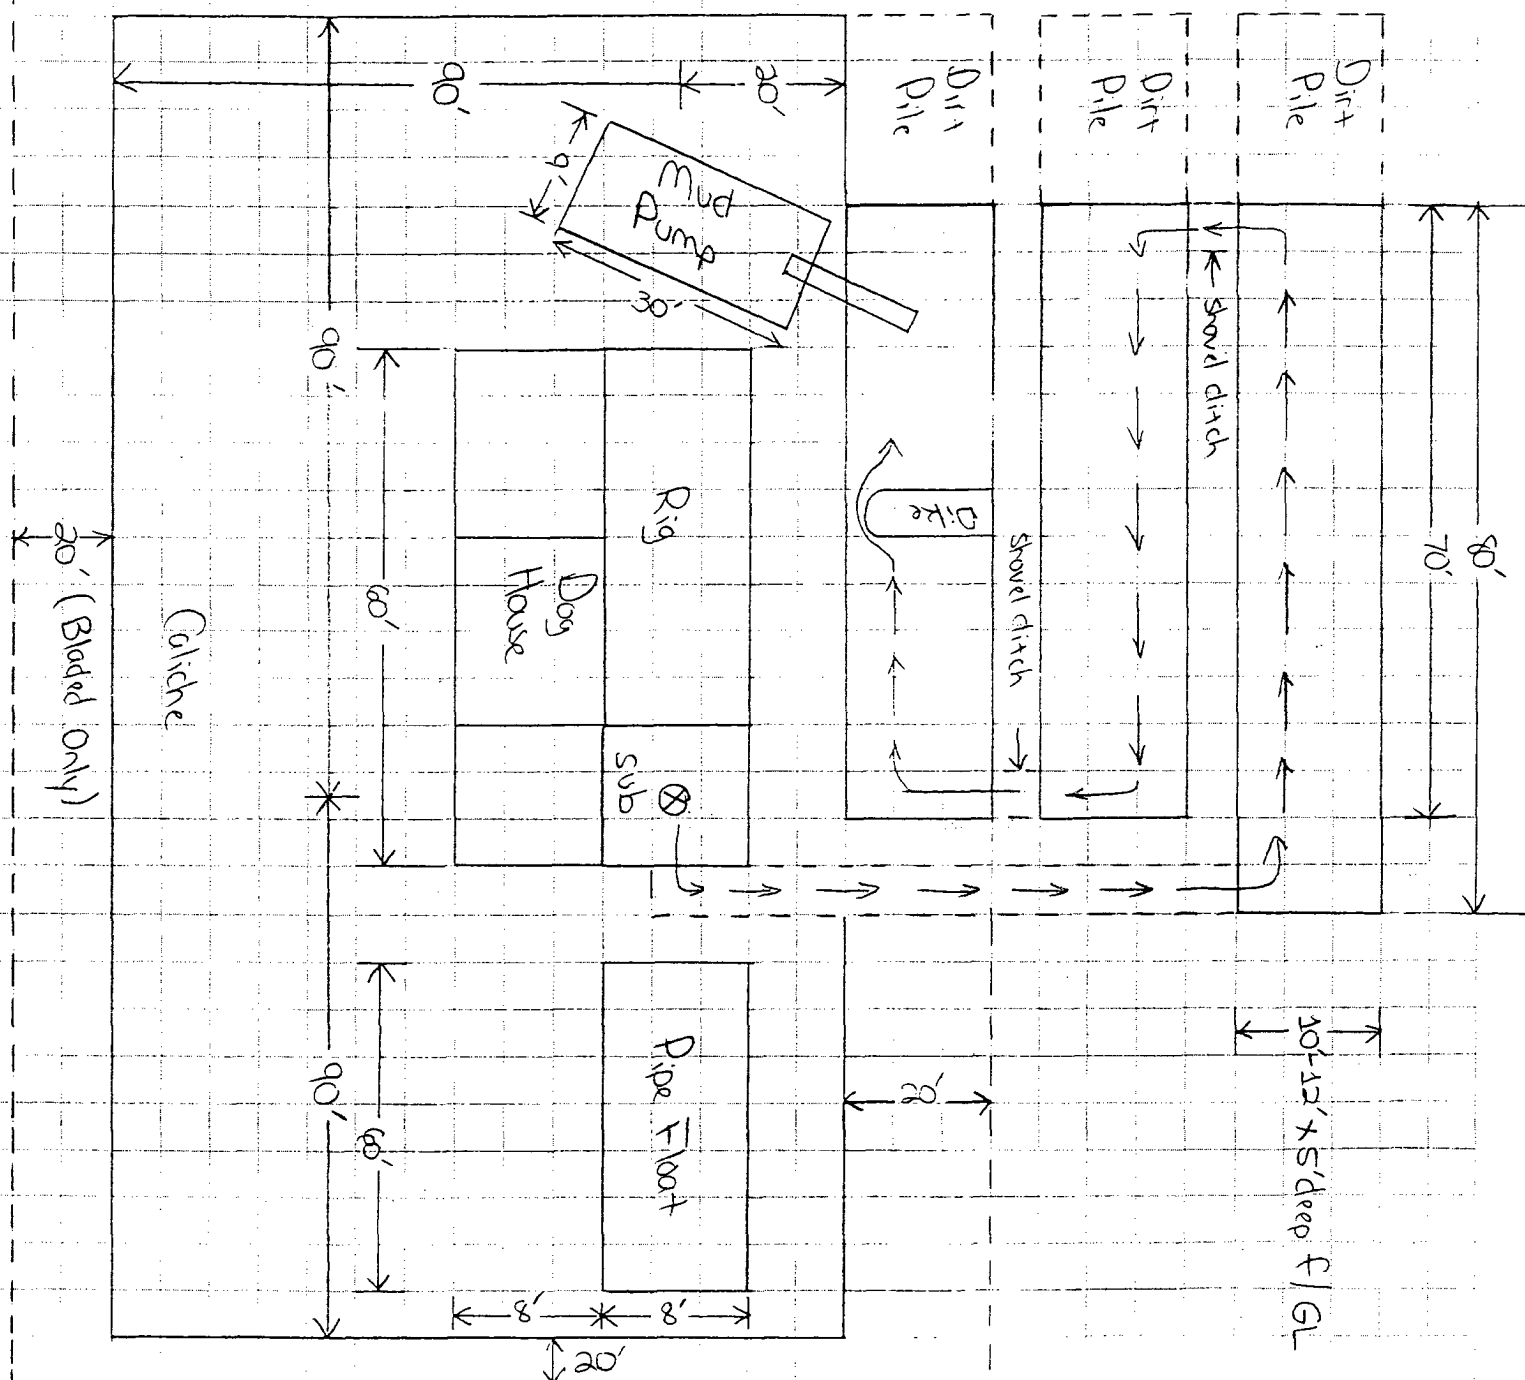 90'
20'
Dirt
Pile
Dirt
Pile
Dirt
Pile
9'
Mud
Pump
30'
90'
60'
Rig
Dog
House
sub
Dike
shovel ditch
shovel ditch
70'
80'
20' (Bladed Only)
Caliche
90'
60'
Pipe Float
8'
8'
20'
20'
10'-12' x 5' deep f/ GL